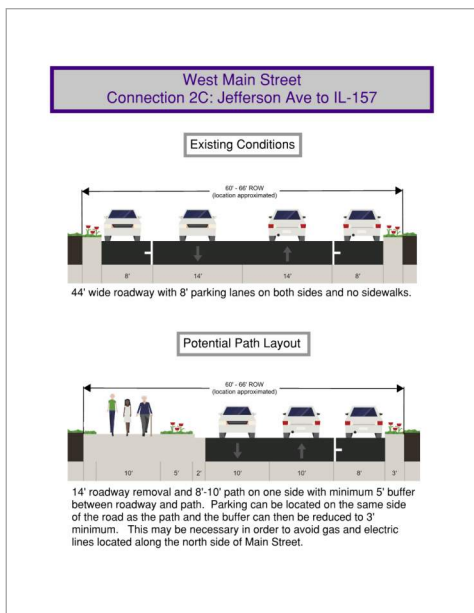 West Main Street
Connection 2C: Jefferson Ave to IL-157
Existing Conditions
60' - 66' ROW
(location approximated)
8' 14' 14' 8'
44' wide roadway with 8' parking lanes on both sides and no sidewalks.
Potential Path Layout
60' - 66' ROW
(location approximated)
10' 5' 2' 10' 10' 8' 3'
14' roadway removal and 8'-10' path on one side with minimum 5' buffer
between roadway and path. Parking can be located on the same side
of the road as the path and the buffer can then be reduced to 3'
minimum. This may be necessary in order to avoid gas and electric
lines located along the north side of Main Street.